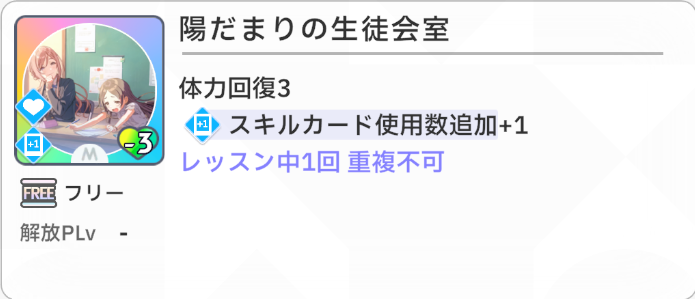 陽だまりの生徒会室
体力回復3
+1 スキルカード使用数追加+1
レッスン中1回 重複不可
+1
-3
M
FREE フリー
解放PLv -